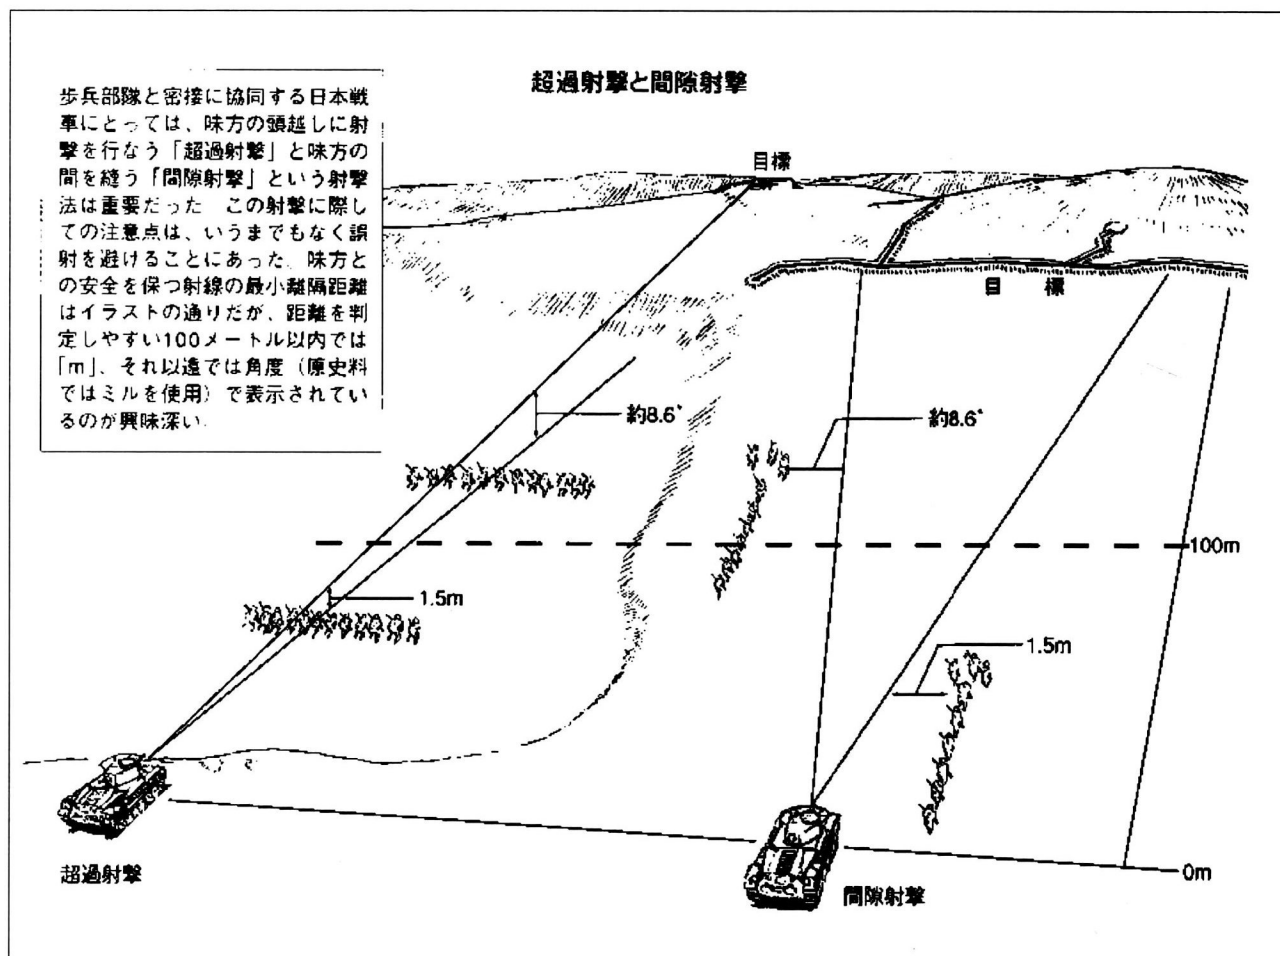 超過射撃と間隙射撃
歩兵部隊と密接に協同する日本戦
車にとっては、味方の頭越しに射
撃を行なう「超過射撃」と味方の
間を縫う「間隙射撃」という射撃
法は重要だった この射撃に際し
ての注意点は、いうまでもなく誤
射を避けることにあった。味方と
の安全を保つ射線の最小離隔距離
はイラストの通りだが、距離を判
定しやすい100メートル以内では
「m」、それ以遠では角度（原史料
ではミルを使用）で表示されてい
るのが興味深い.
目標
目　標
約8.6°
約8.6°
100m
1.5m
1.5m
0m
超過射撃
間隙射撃